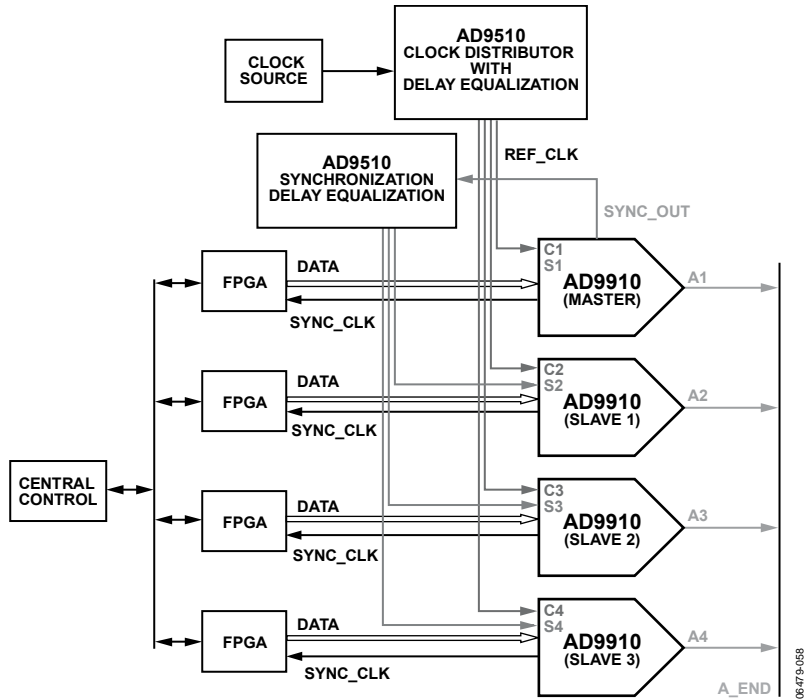 AD9510
CLOCK DISTRIBUTOR
WITH
DELAY EQUALIZATION
CLOCK
SOURCE
REF_CLK
AD9510
SYNCHRONIZATION
DELAY EQUALIZATION
SYNC_OUT
FPGA
DATA
SYNC_CLK
C1
S1
AD9910
(MASTER)
A1
FPGA
DATA
SYNC_CLK
C2
S2
AD9910
(SLAVE 1)
A2
CENTRAL
CONTROL
FPGA
DATA
SYNC_CLK
C3
S3
AD9910
(SLAVE 2)
A3
FPGA
DATA
SYNC_CLK
C4
S4
AD9910
(SLAVE 3)
A4
A_END
06479-058